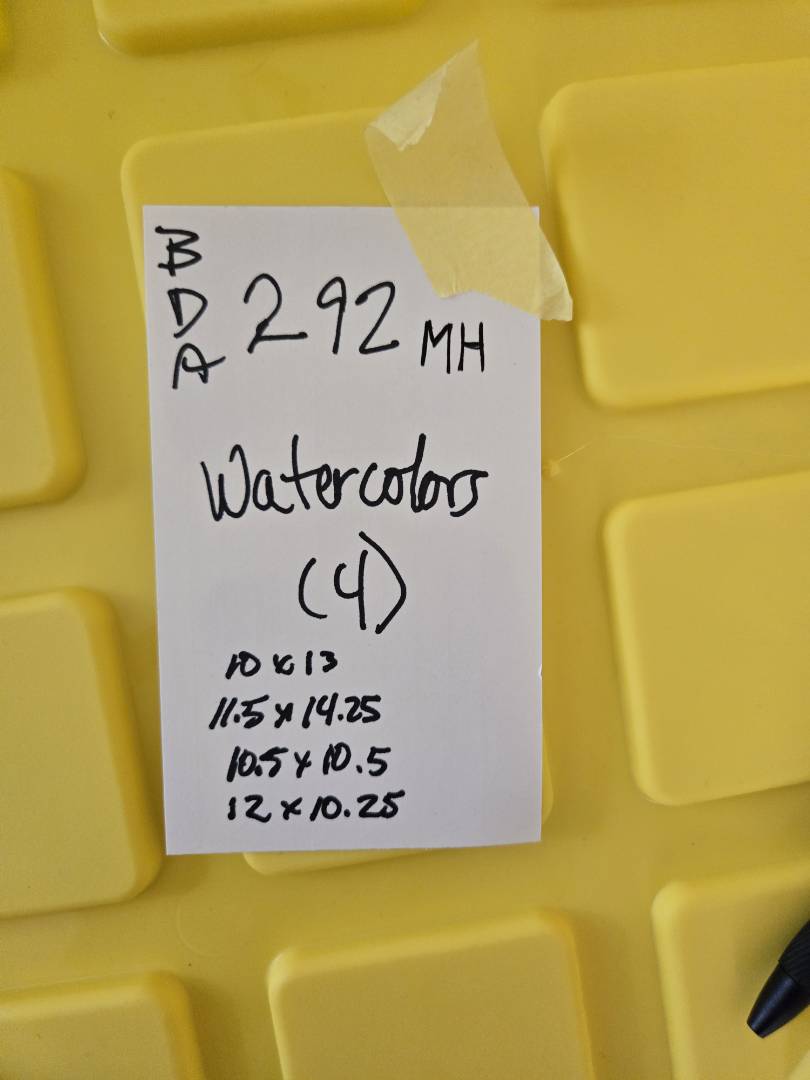 BDA 292 MH
Watercolors
(4)
10 x 13
11.5 x 14.25
10.5 x 10.5
12 x 10.25